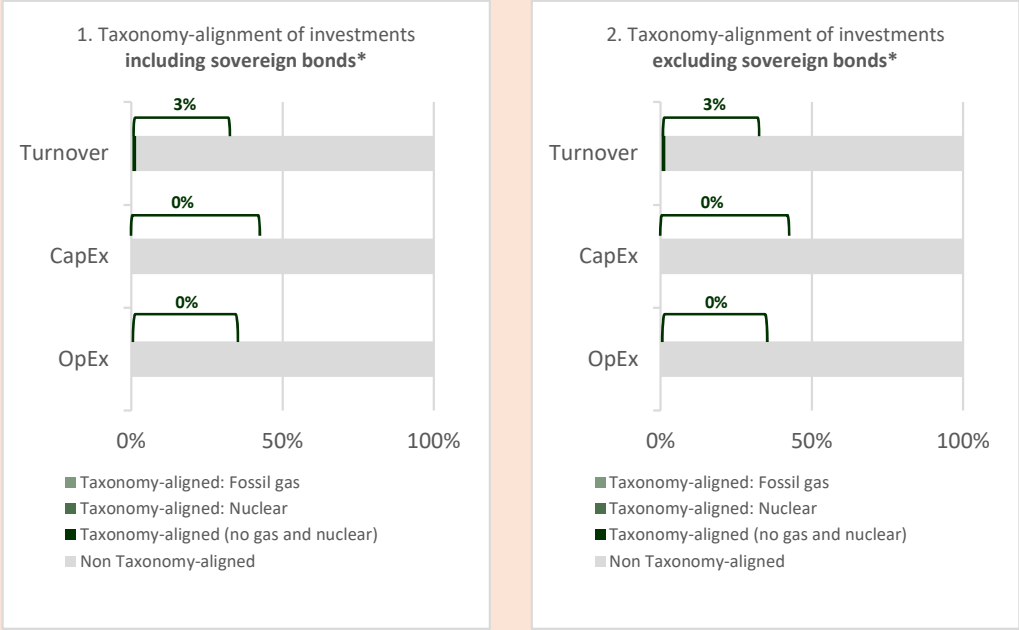 1. Taxonomy-alignment of investments
including sovereign bonds*
3%
Turnover
0%
CapEx
0%
OpEx
0% 50% 100%
Taxonomy-aligned: Fossil gas
Taxonomy-aligned: Nuclear
Taxonomy-aligned (no gas and nuclear)
Non Taxonomy-aligned
2. Taxonomy-alignment of investments
excluding sovereign bonds*
3%
Turnover
0%
CapEx
0%
OpEx
0% 50% 100%
Taxonomy-aligned: Fossil gas
Taxonomy-aligned: Nuclear
Taxonomy-aligned (no gas and nuclear)
Non Taxonomy-aligned